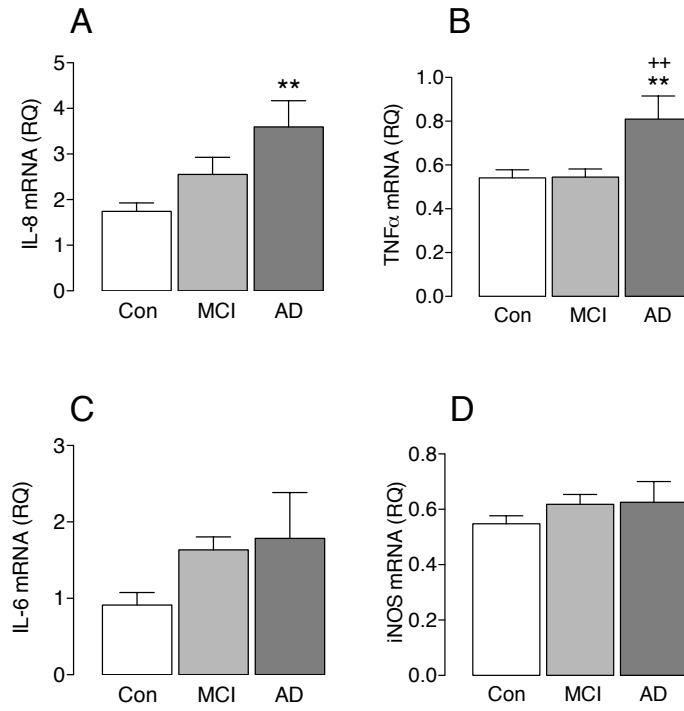 A
IL-8 mRNA (RQ)
5
4
3
2
1
0
**
Con MCI AD
B
TNFα mRNA (RQ)
1.0
0.8
0.6
0.4
0.2
0.0
++
**
Con MCI AD
C
IL-6 mRNA (RQ)
3
2
1
0
Con MCI AD
D
iNOS mRNA (RQ)
0.8
0.6
0.4
0.2
0.0
Con MCI AD